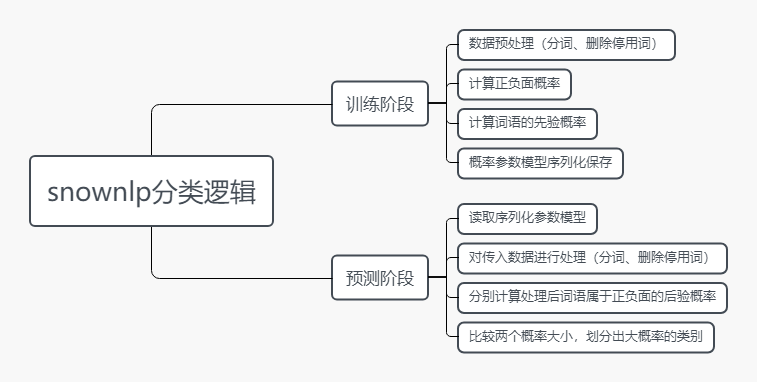 snownlp分类逻辑
训练阶段
数据预处理（分词、删除停用词）
计算正负面概率
计算词语的先验概率
概率参数模型序列化保存
预测阶段
读取序列化参数模型
对传入数据进行处理（分词、删除停用词）
分别计算处理后词语属于正负面的后验概率
比较两个概率大小，划分出大概率的类别